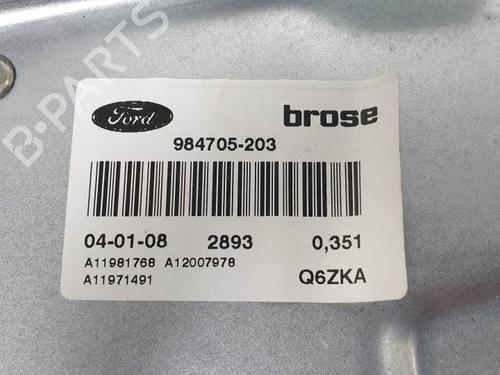 B-PARTS
Ford brose
984705-203
04-01-08 2893 0,351
A11981768 A12007978
A11971491 Q6ZKA